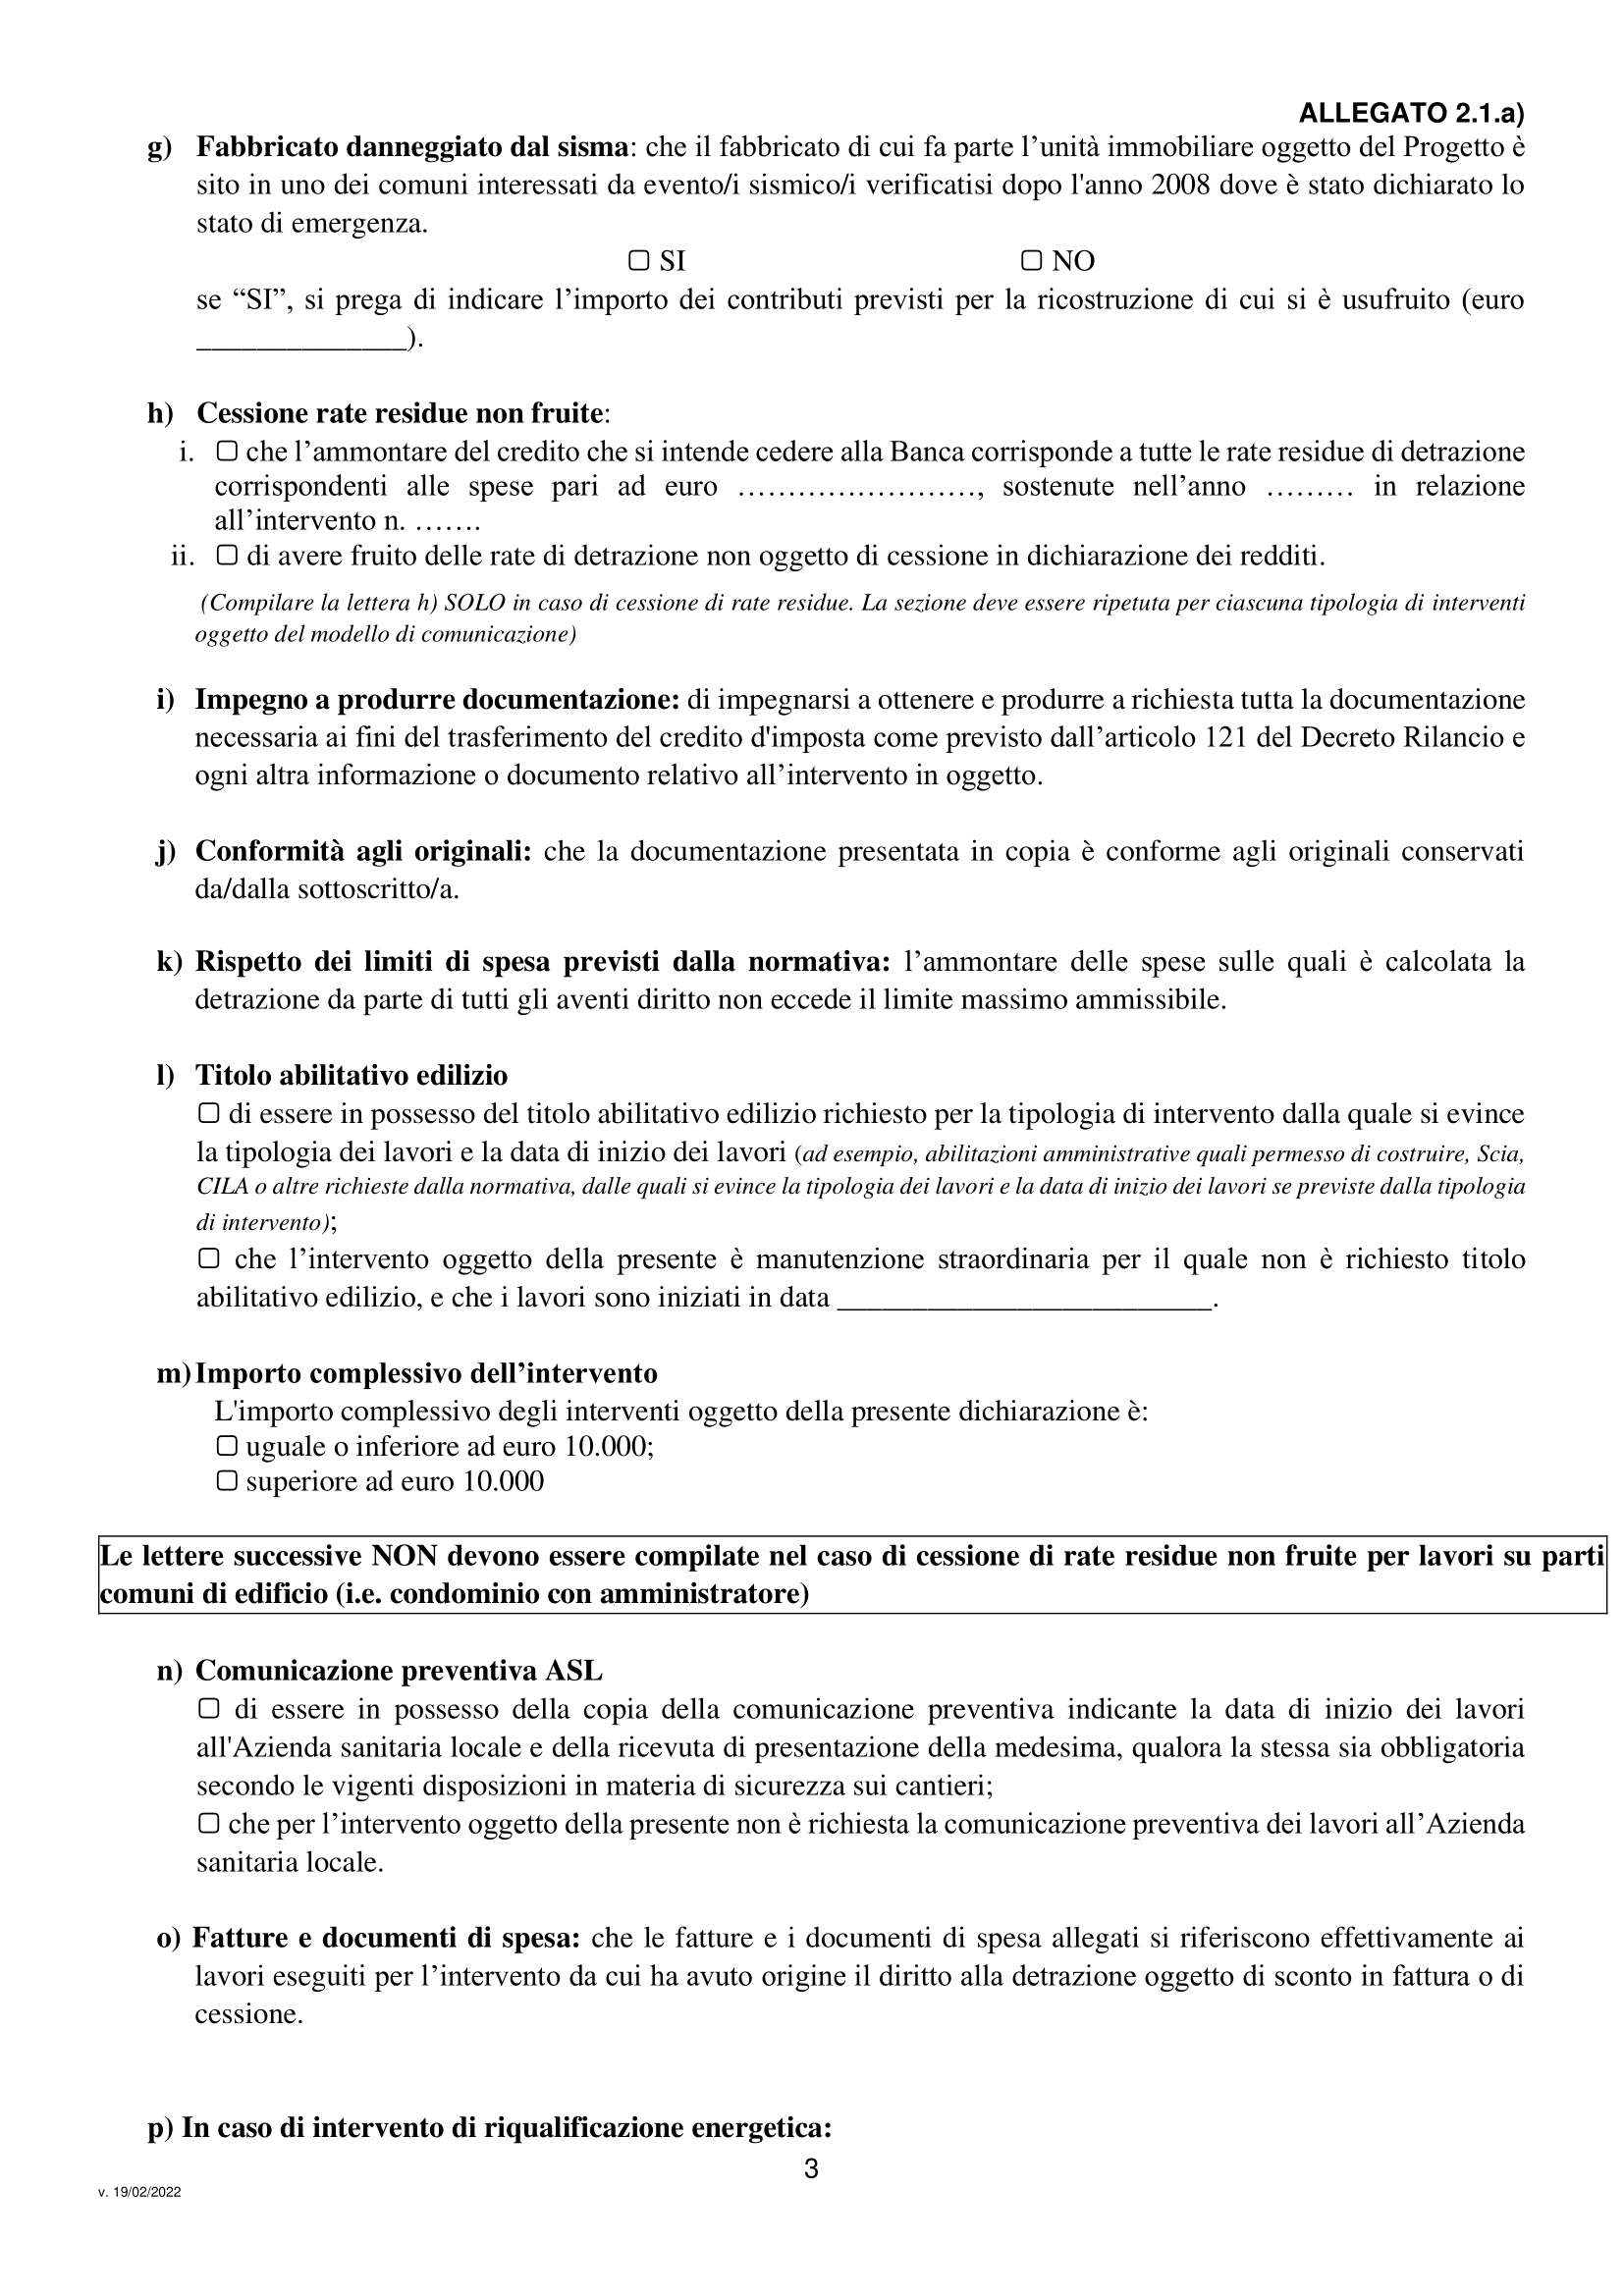 ALLEGATO 2.1.a)
g) Fabbricato danneggiato dal sisma: che il fabbricato di cui fa parte l’unità immobiliare oggetto del Progetto è
sito in uno dei comuni interessati da evento/i sismico/i verificatisi dopo l'anno 2008 dove è stato dichiarato lo
stato di emergenza.
▢ SI ▢ NO
se “SI”, si prega di indicare l’importo dei contributi previsti per la ricostruzione di cui si è usufruito (euro
______________).
h) Cessione rate residue non fruite:
i. ▢ che l’ammontare del credito che si intende cedere alla Banca corrisponde a tutte le rate residue di detrazione
corrispondenti alle spese pari ad euro ……………………, sostenute nell’anno ……… in relazione
all’intervento n. …….
ii. ▢ di avere fruito delle rate di detrazione non oggetto di cessione in dichiarazione dei redditi.
(Compilare la lettera h) SOLO in caso di cessione di rate residue. La sezione deve essere ripetuta per ciascuna tipologia di interventi
oggetto del modello di comunicazione)
i) Impegno a produrre documentazione: di impegnarsi a ottenere e produrre a richiesta tutta la documentazione
necessaria ai fini del trasferimento del credito d'imposta come previsto dall’articolo 121 del Decreto Rilancio e
ogni altra informazione o documento relativo all’intervento in oggetto.
j) Conformità agli originali: che la documentazione presentata in copia è conforme agli originali conservati
da/dalla sottoscritto/a.
k) Rispetto dei limiti di spesa previsti dalla normativa: l’ammontare delle spese sulle quali è calcolata la
detrazione da parte di tutti gli aventi diritto non eccede il limite massimo ammissibile.
l) Titolo abilitativo edilizio
▢ di essere in possesso del titolo abilitativo edilizio richiesto per la tipologia di intervento dalla quale si evince
la tipologia dei lavori e la data di inizio dei lavori (ad esempio, abilitazioni amministrative quali permesso di costruire, Scia,
CILA o altre richieste dalla normativa, dalle quali si evince la tipologia dei lavori e la data di inizio dei lavori se previste dalla tipologia
di intervento);
▢ che l’intervento oggetto della presente è manutenzione straordinaria per il quale non è richiesto titolo
abilitativo edilizio, e che i lavori sono iniziati in data _________________________.
m) Importo complessivo dell’intervento
L'importo complessivo degli interventi oggetto della presente dichiarazione è:
▢ uguale o inferiore ad euro 10.000;
▢ superiore ad euro 10.000
Le lettere successive NON devono essere compilate nel caso di cessione di rate residue non fruite per lavori su parti
comuni di edificio (i.e. condominio con amministratore)
n) Comunicazione preventiva ASL
▢ di essere in possesso della copia della comunicazione preventiva indicante la data di inizio dei lavori
all'Azienda sanitaria locale e della ricevuta di presentazione della medesima, qualora la stessa sia obbligatoria
secondo le vigenti disposizioni in materia di sicurezza sui cantieri;
▢ che per l’intervento oggetto della presente non è richiesta la comunicazione preventiva dei lavori all’Azienda
sanitaria locale.
o) Fatture e documenti di spesa: che le fatture e i documenti di spesa allegati si riferiscono effettivamente ai
lavori eseguiti per l’intervento da cui ha avuto origine il diritto alla detrazione oggetto di sconto in fattura o di
cessione.
p) In caso di intervento di riqualificazione energetica:
3
v. 19/02/2022